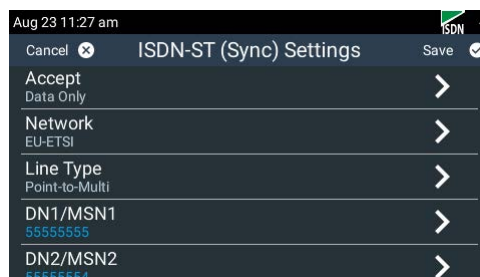 Aug 23 11:27 am
ISDN
Cancel ISDN-ST (Sync) Settings Save
Accept
Data Only
Network
EU-ETSI
Line Type
Point-to-Multi
DN1/MSN1
55555555
DN2/MSN2
55555554